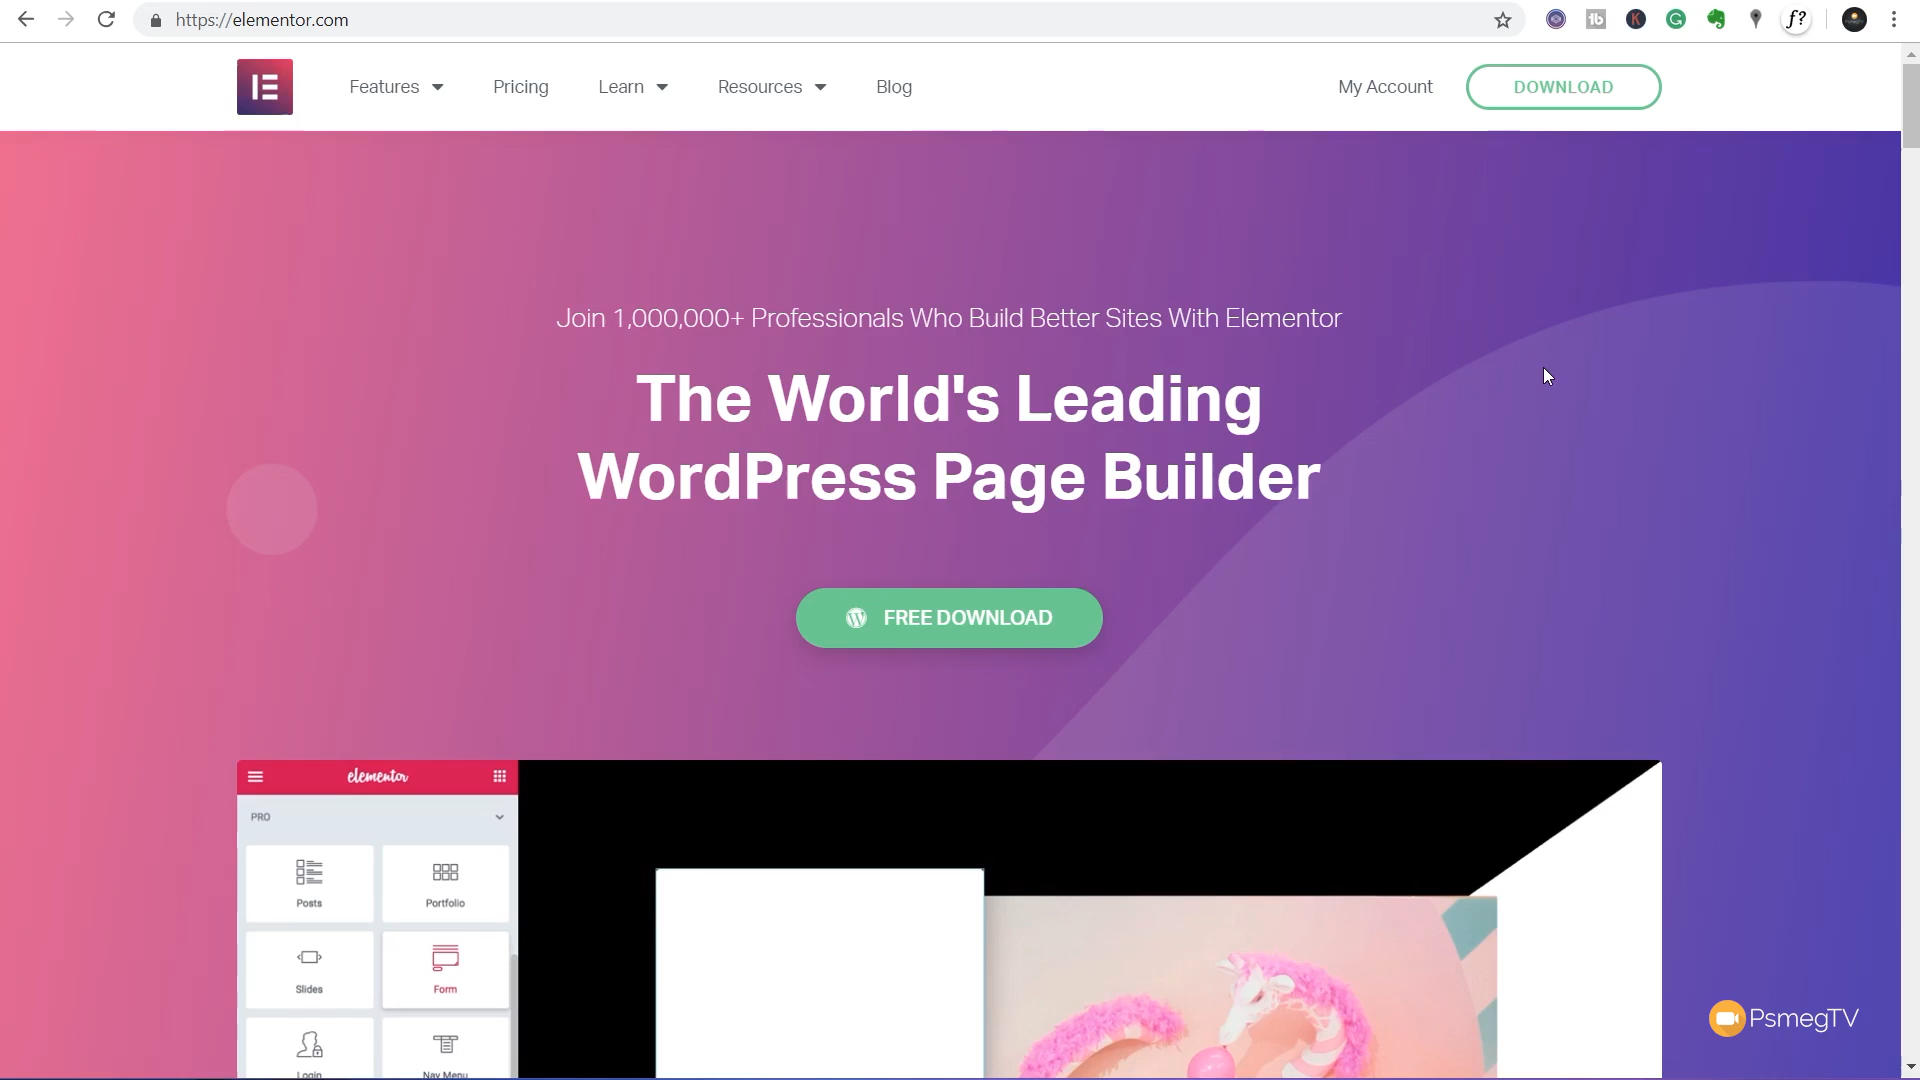 https://elementor.com
Features
Pricing
Learn
Resources
Blog
My Account
DOWNLOAD
Join 1,000,000+ Professionals Who Build Better Sites With Elementor
The World's Leading
WordPress Page Builder
FREE DOWNLOAD
elementor
PRO
Posts
Portfolio
Slides
Form
Login
Nav Menu
PsmegTV